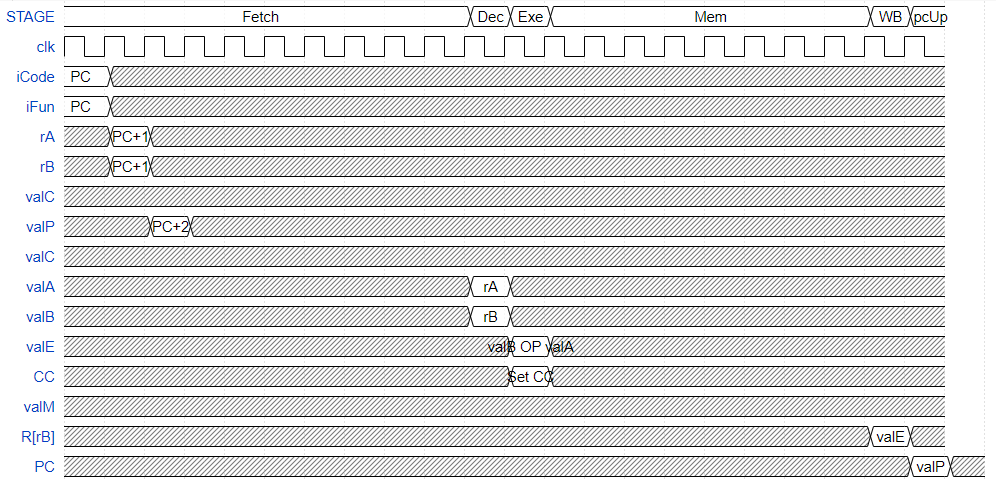 STAGE Fetch Dec Exe Mem WB pcUp
clk
iCode PC
iFun PC
rA PC+1
rB PC+1
valC
valP PC+2
valC
valA rA
valB rB
valE valB OP valA
CC Set CC
valM
R[rB] valE
PC valP